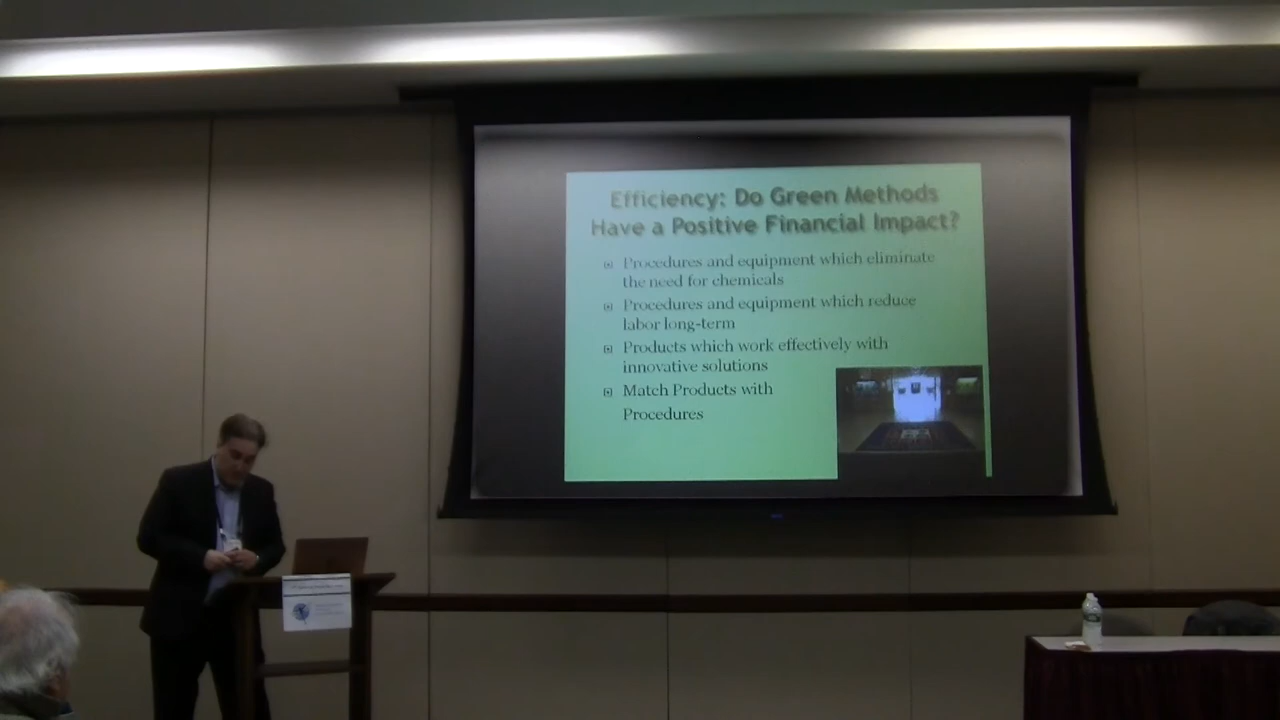 Efficiency: Do Green Methods
Have a Positive Financial Impact?
Procedures and equipment which eliminate
the need for chemicals
Procedures and equipment which reduce
labor long-term
Products which work effectively with
innovative solutions
Match Products with
Procedures